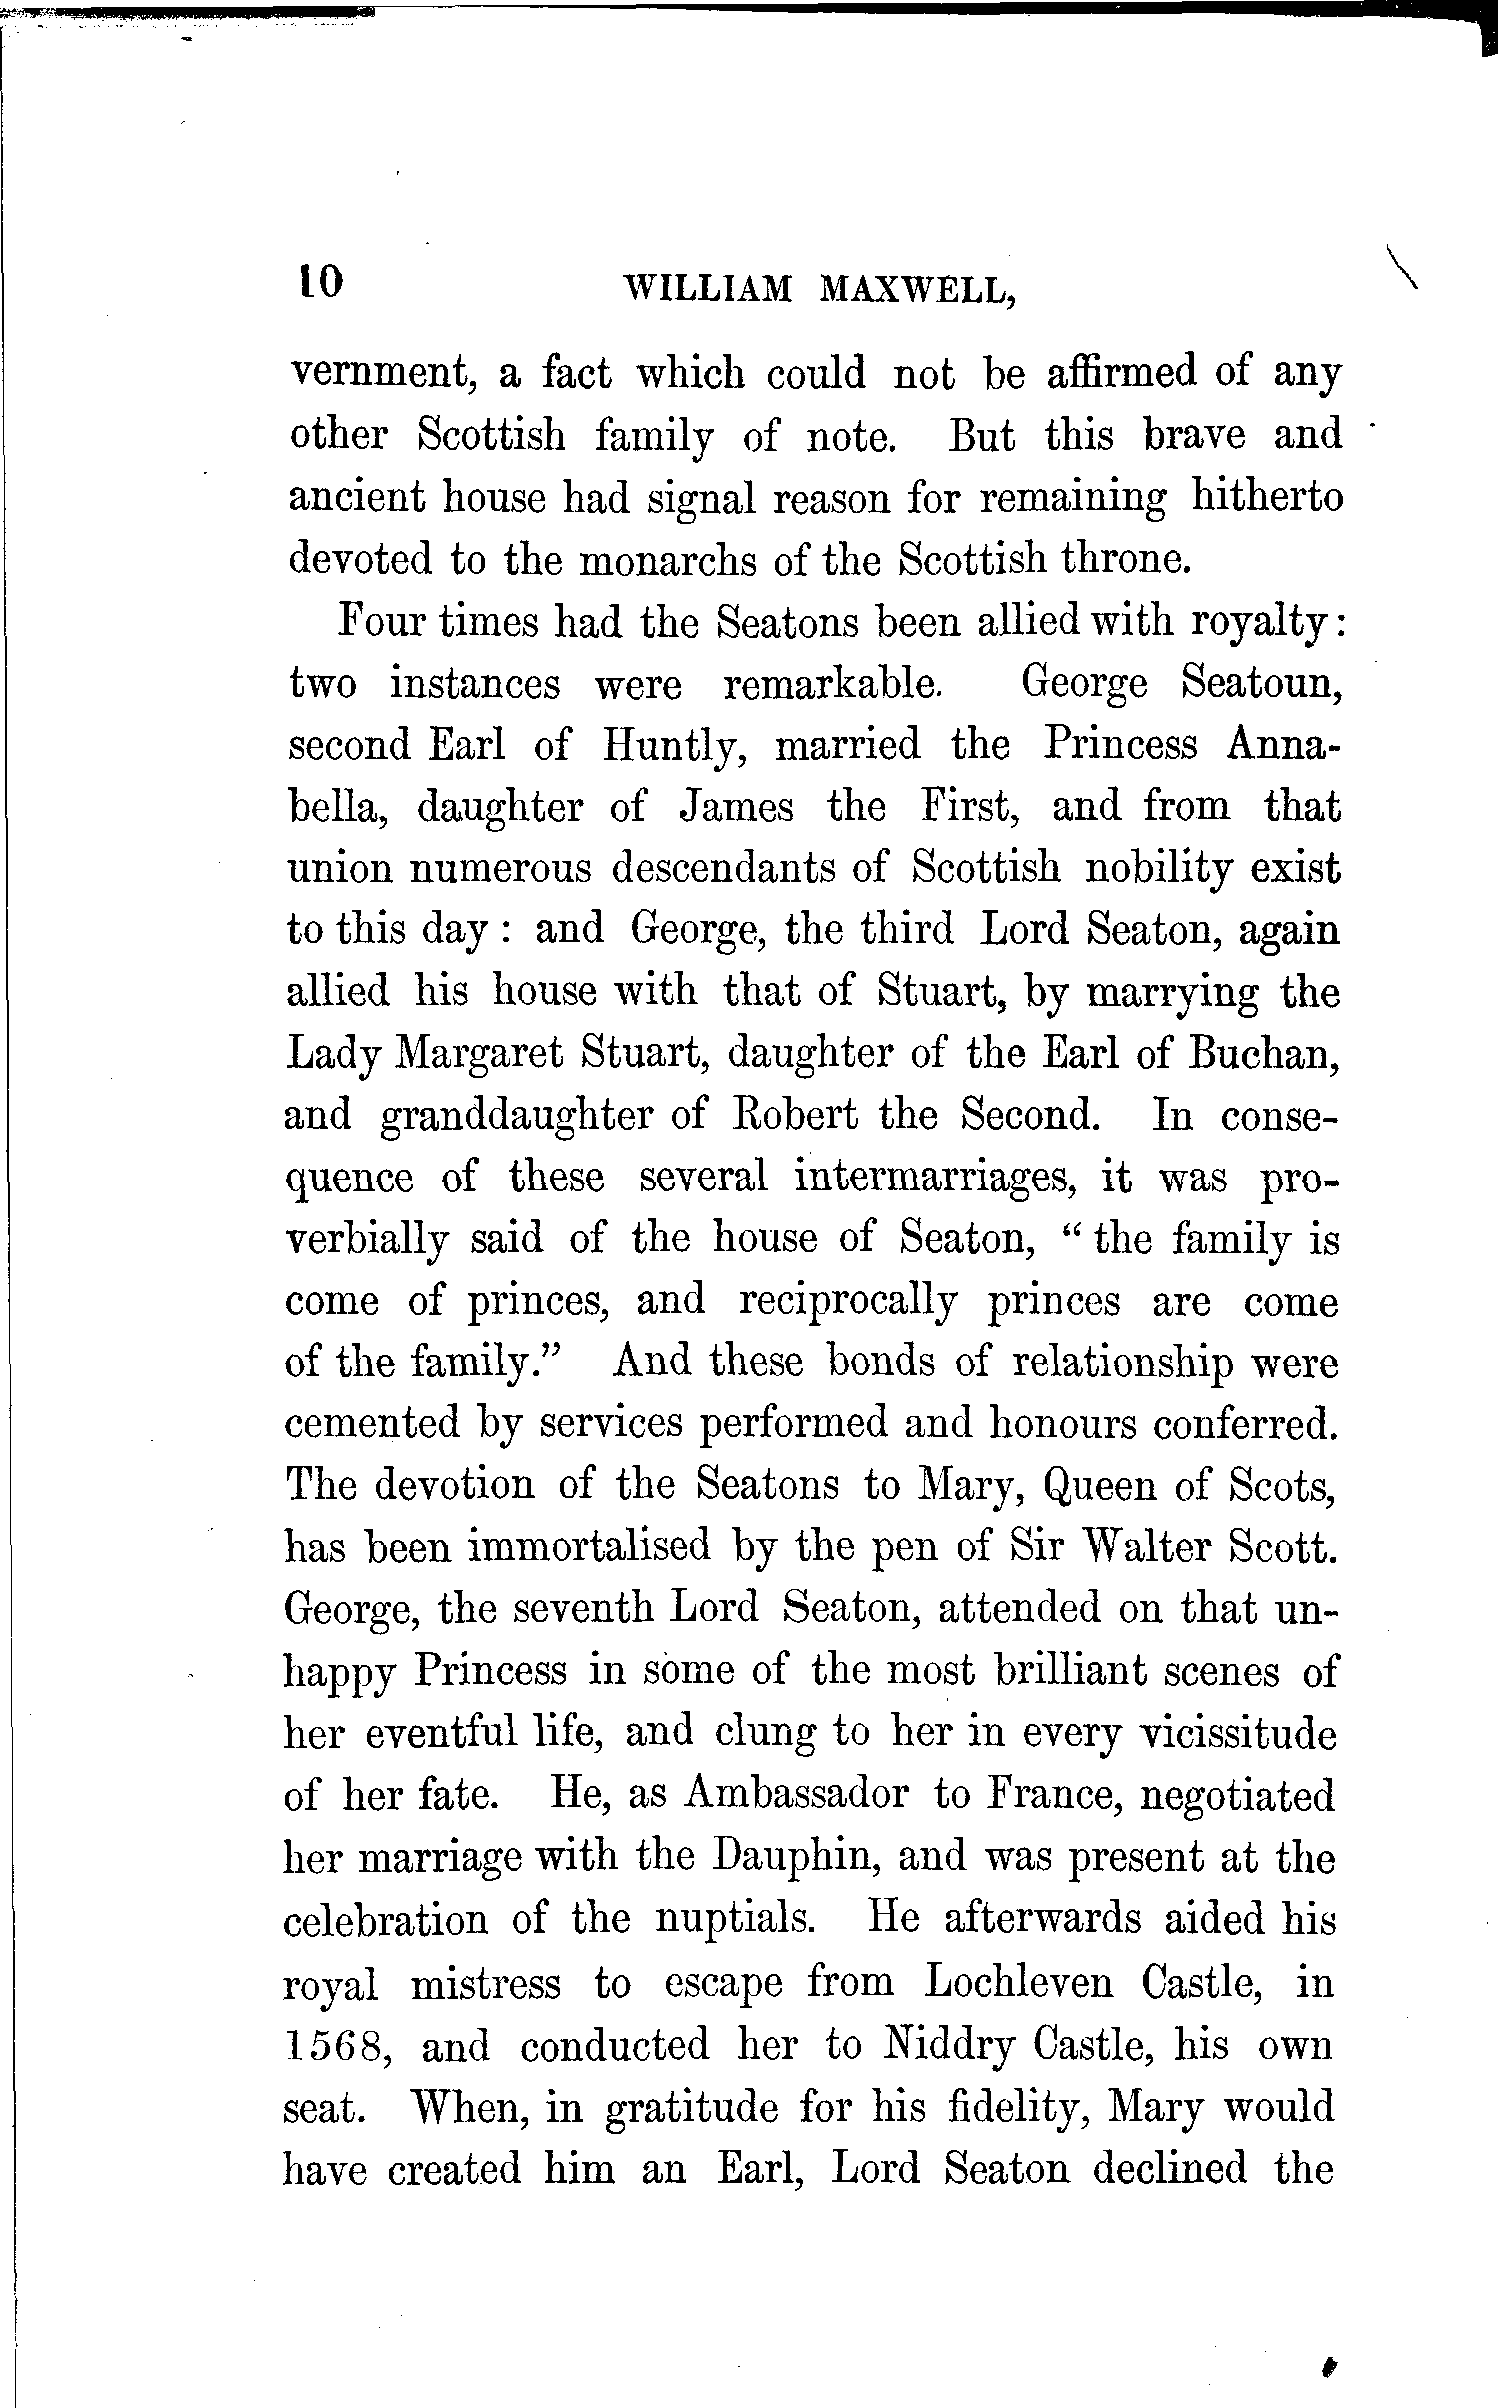 10 WILLIAM MAXWELL,
vernment, a fact which could not be affirmed of any
other Scottish family of note. But this brave and
ancient house had signal reason for remaining hitherto
devoted to the monarchs of the Scottish throne.
Four times had the Seatons been allied with royalty:
two instances were remarkable. George Seatoun,
second Earl of Huntly, married the Princess Anna-
bella, daughter of James the First, and from that
union numerous descendants of Scottish nobility exist
to this day : and George, the third Lord Seaton, again
allied his house with that of Stuart, by marrying the
Lady Margaret Stuart, daughter of the Earl of Buchan,
and granddaughter of Robert the Second. In conse-
quence of these several intermarriages, it was pro-
verbially said of the house of Seaton, “ the family is
come of princes, and reciprocally princes are come
of the family.” And these bonds of relationship were
cemented by services performed and honours conferred.
The devotion of the Seatons to Mary, Queen of Scots,
has been immortalised by the pen of Sir Walter Scott.
George, the seventh Lord Seaton, attended on that un-
happy Princess in some of the most brilliant scenes of
her eventful life, and clung to her in every vicissitude
of her fate. He, as Ambassador to France, negotiated
her marriage with the Dauphin, and was present at the
celebration of the nuptials. He afterwards aided his
royal mistress to escape from Lochleven Castle, in
1568, and conducted her to Niddry Castle, his own
seat. When, in gratitude for his fidelity, Mary would
have created him an Earl, Lord Seaton declined the